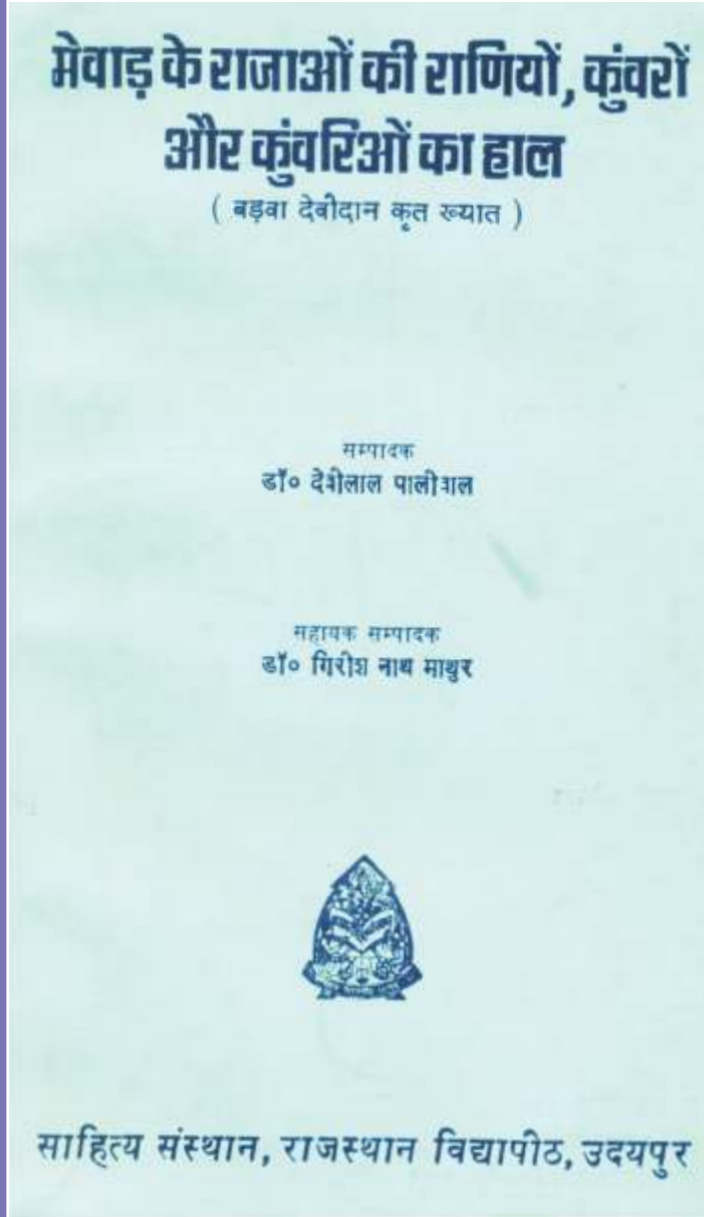 मेवाड़ के राजाओं की राणियों, कुंवरों
और कुंवरिओं का हाल
( बड़वा देवीदान कृत ख्यात )
सम्पादक
डॉ० देवीलाल पालीवाल
सहायक सम्पादक
डॉ० गिरीश नाथ माथुर
साहित्य संस्थान, राजस्थान विद्यापीठ, उदयपुर